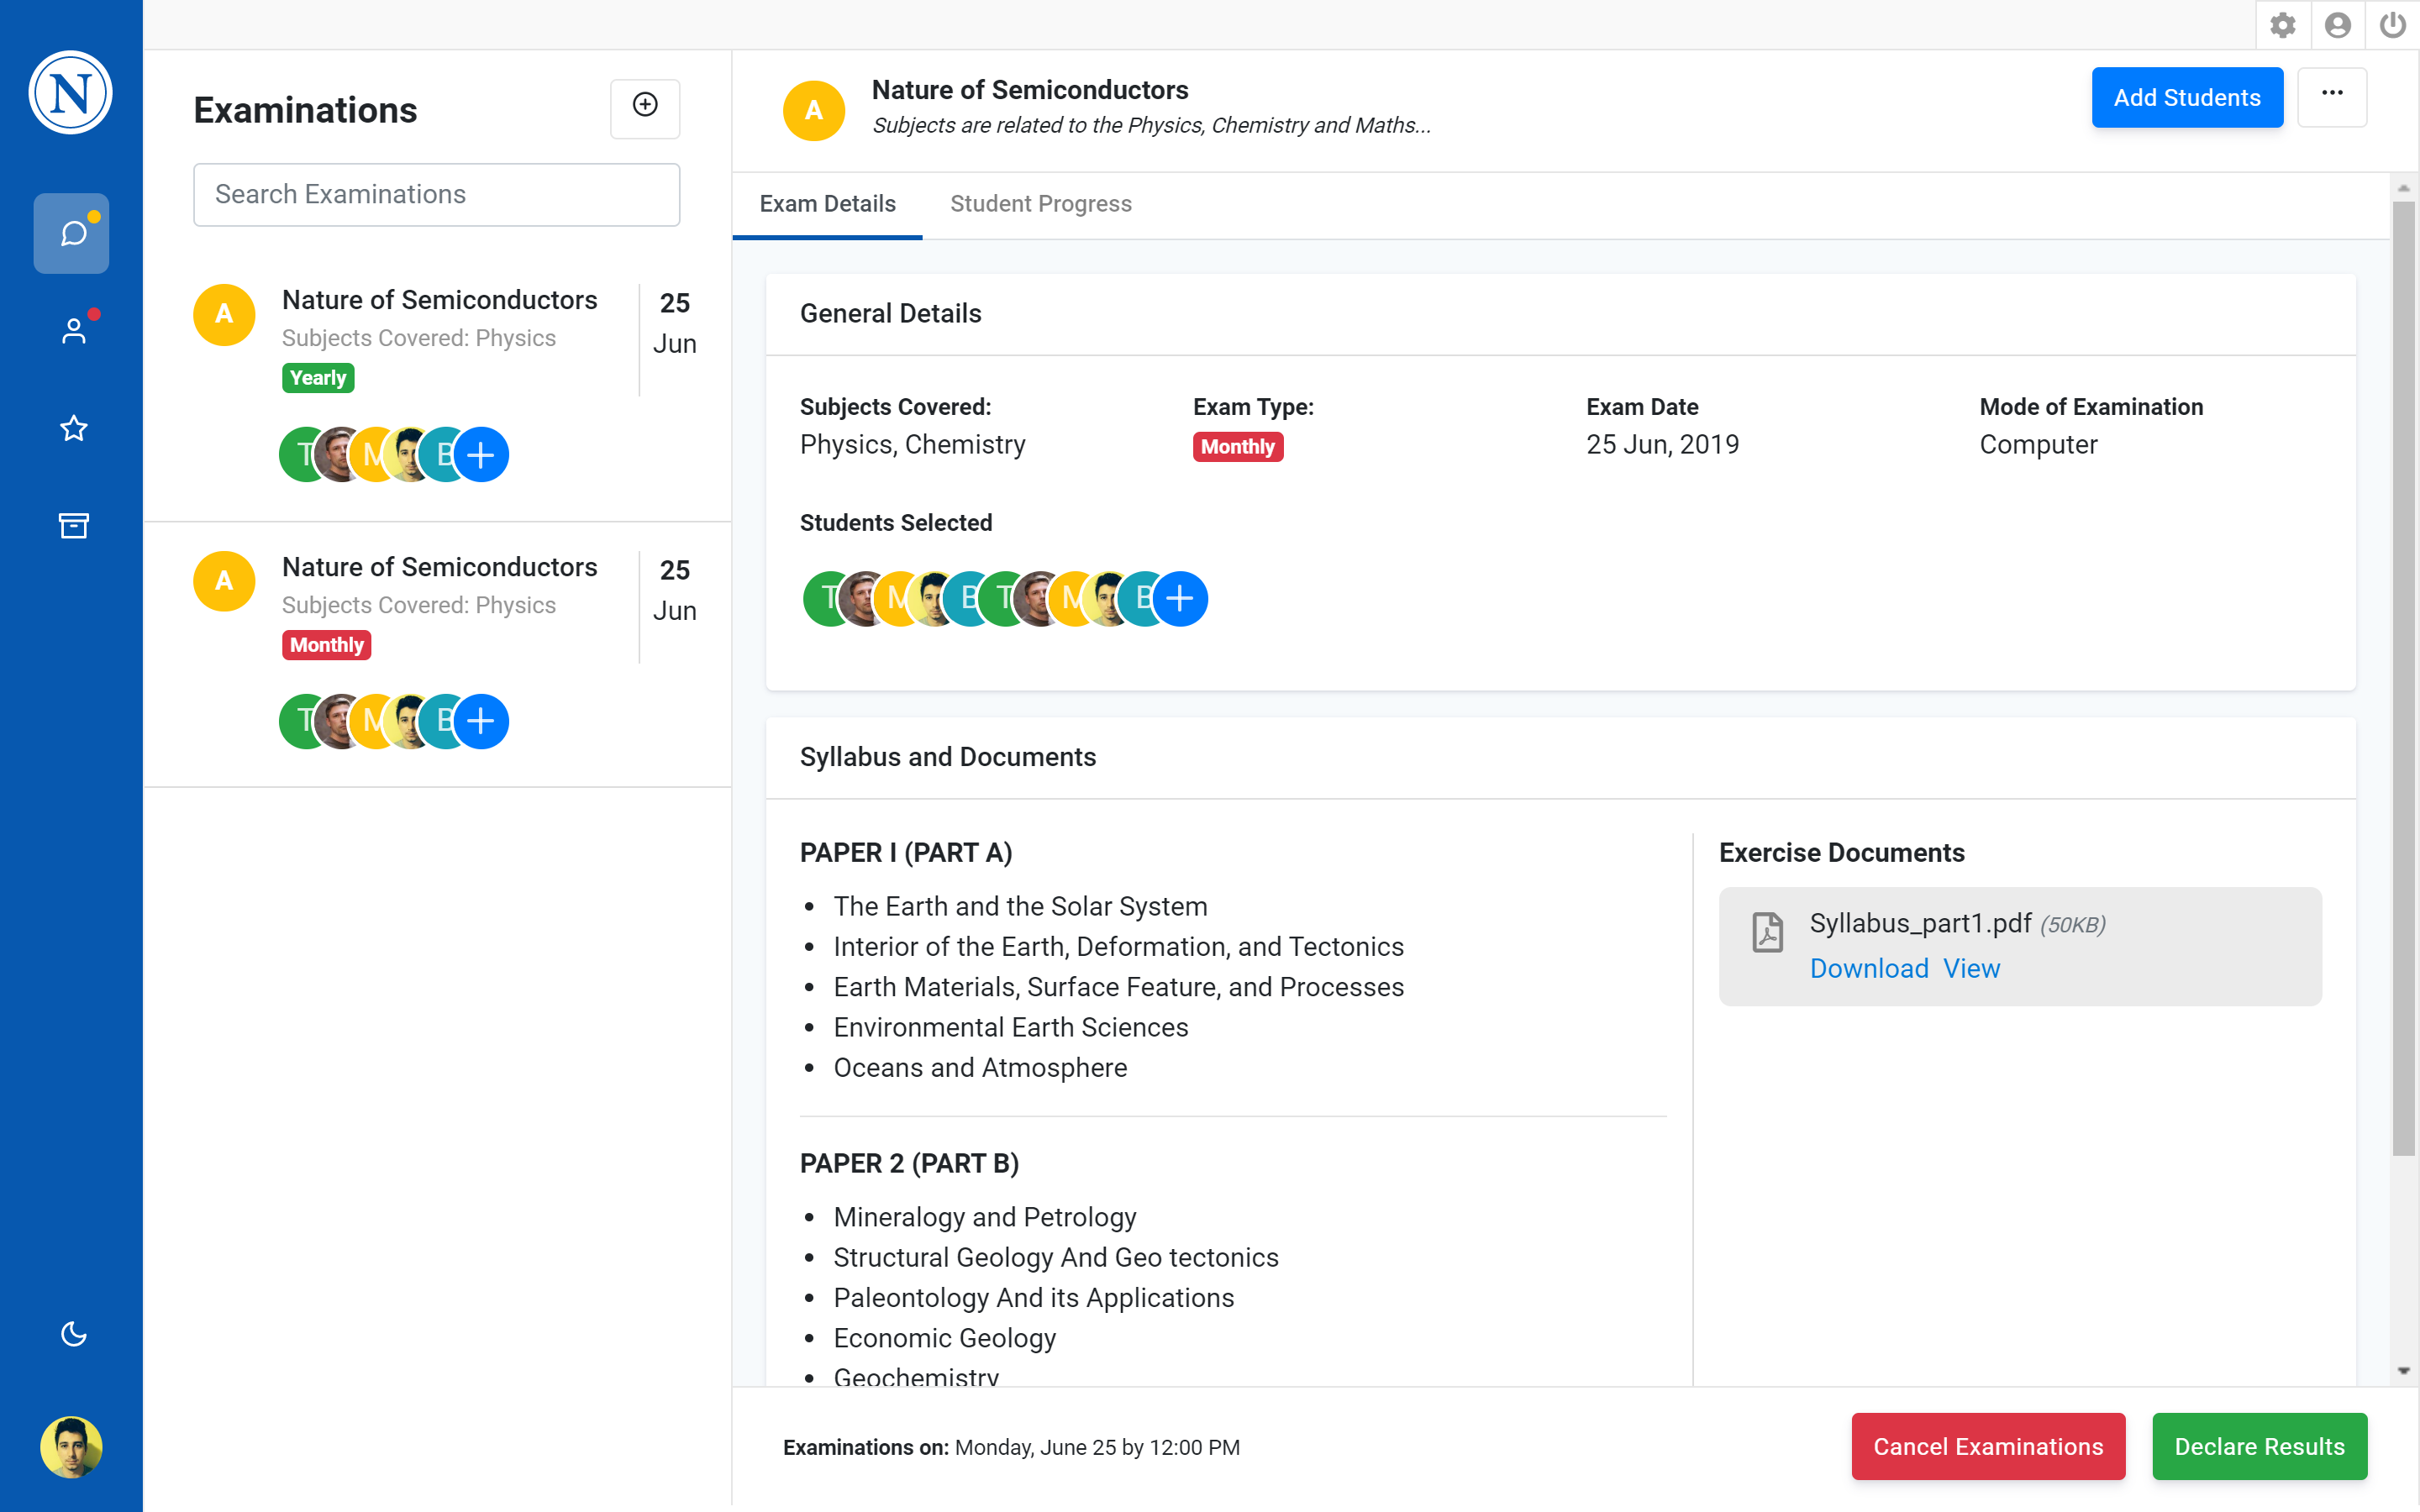 N
Examinations
Search Examinations
A
Nature of Semiconductors
Subjects Covered: Physics
Yearly
25
Jun
T M B
A
Nature of Semiconductors
Subjects Covered: Physics
Monthly
25
Jun
T M B
A
Nature of Semiconductors
Subjects are related to the Physics, Chemistry and Maths...
Add Students
Exam Details
Student Progress
General Details
Subjects Covered:
Physics, Chemistry
Exam Type:
Monthly
Exam Date
25 Jun, 2019
Mode of Examination
Computer
Students Selected
T M B T M B
Syllabus and Documents
PAPER I (PART A)
• The Earth and the Solar System
• Interior of the Earth, Deformation, and Tectonics
• Earth Materials, Surface Feature, and Processes
• Environmental Earth Sciences
• Oceans and Atmosphere
PAPER 2 (PART B)
• Mineralogy and Petrology
• Structural Geology And Geo tectonics
• Paleontology And its Applications
• Economic Geology
• Geochemistry
Exercise Documents
Syllabus_part1.pdf (50KB)
Download View
Examinations on: Monday, June 25 by 12:00 PM
Cancel Examinations
Declare Results